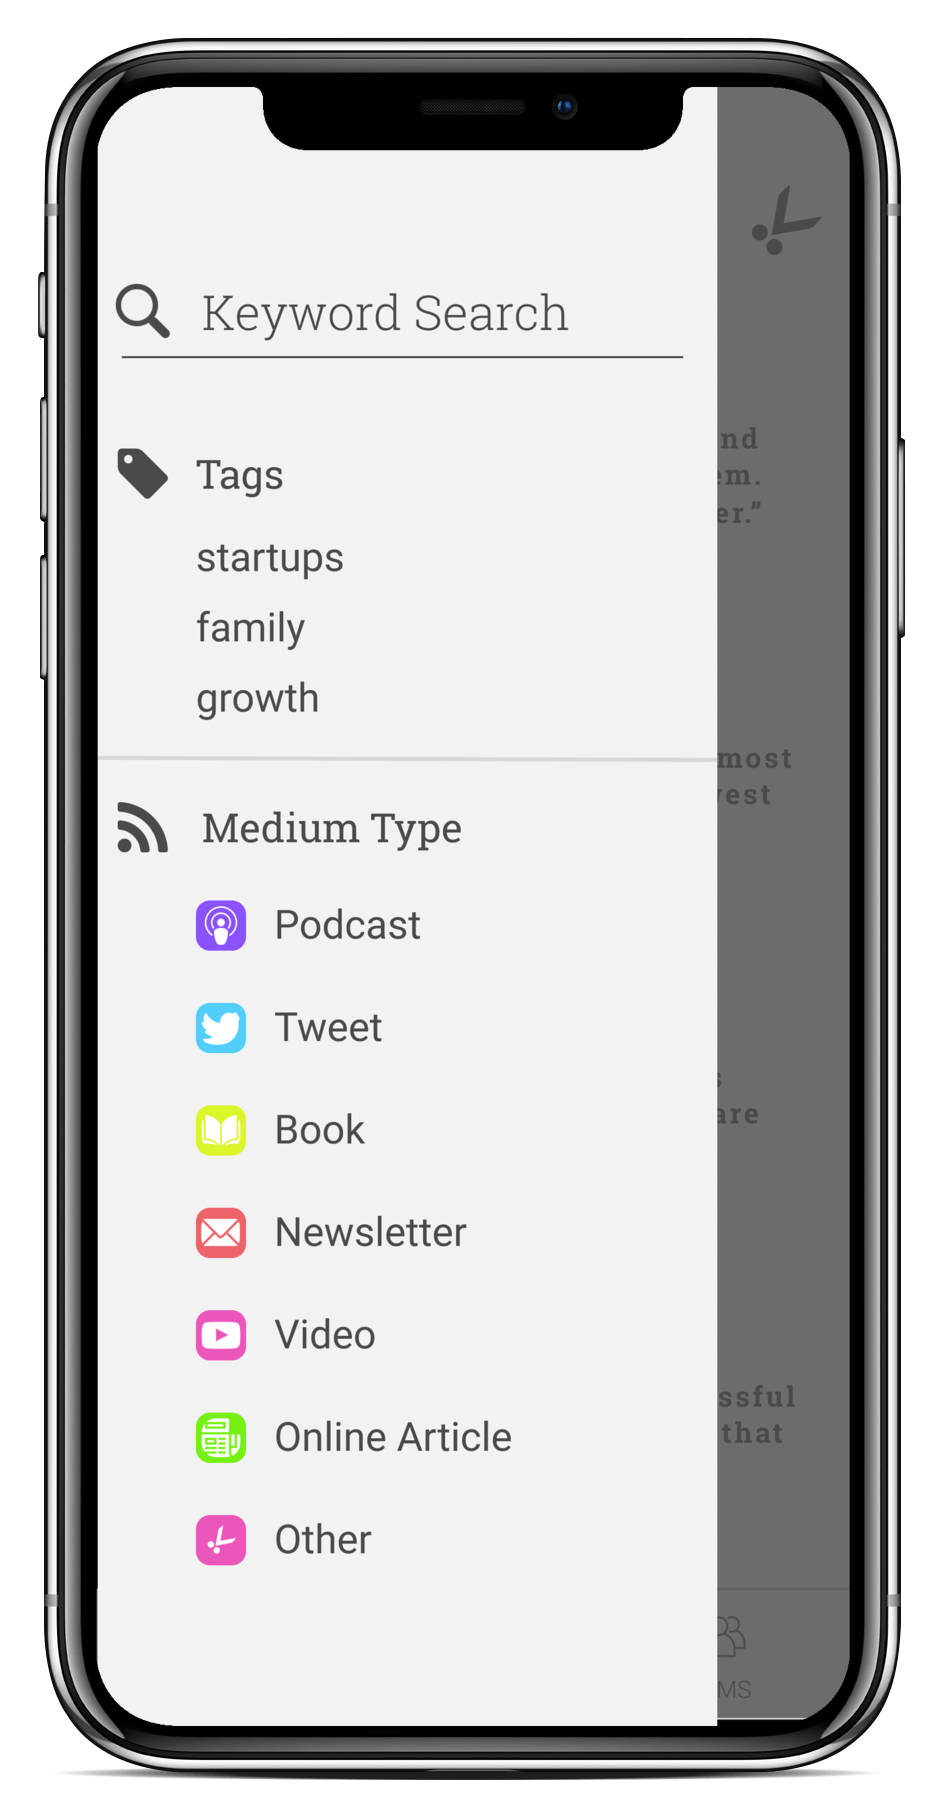 Keyword Search
Tags
startups
family
growth
Medium Type
Podcast
Tweet
Book
Newsletter
Video
Online Article
Other
nd
em.
er.”
most
vest
s
are
ssful
that
MS